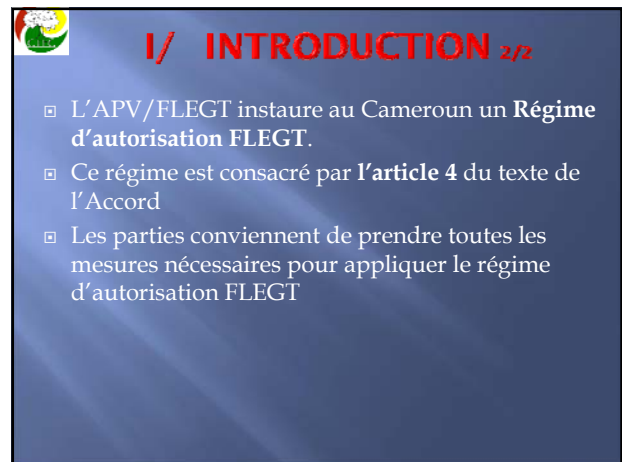 I/ INTRODUCTION 2/2
L’APV/FLEGT instaure au Cameroun un Régime
d’autorisation FLEGT.
Ce régime est consacré par l’article 4 du texte de
l’Accord
Les parties conviennent de prendre toutes les
mesures nécessaires pour appliquer le régime
d’autorisation FLEGT